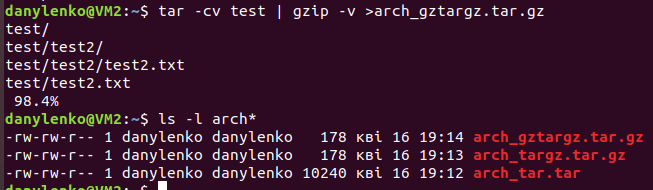 danylenko@VM2:~$ tar -cv test | gzip -v >arch_gztargz.tar.gz
test/
test/test2/
test/test2/test2.txt
test/test2.txt
 98.4%
danylenko@VM2:~$ ls -l arch*
-rw-rw-r-- 1 danylenko danylenko   178 кві 16 19:14 arch_gztargz.tar.gz
-rw-rw-r-- 1 danylenko danylenko   178 кві 16 19:13 arch_targz.tar.gz
-rw-rw-r-- 1 danylenko danylenko 10240 кві 16 19:12 arch_tar.tar
danylenko@VM2:~$